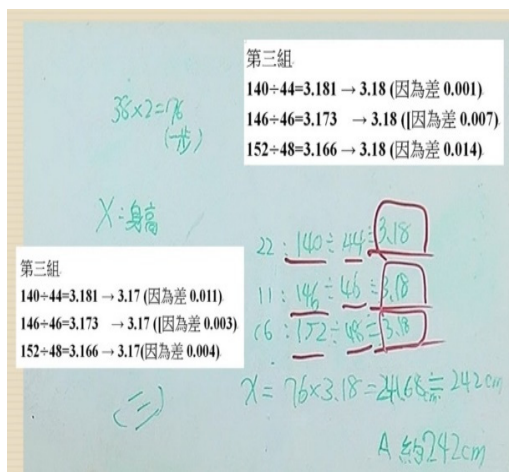 第三組
140÷44=3.181 → 3.18 (因為差 0.001)
146÷46=3.173 → 3.18 (因為差 0.007)
152÷48=3.166 → 3.18 (因為差 0.014)
38×2=76
(一步)
X:身高
22:140÷44≒3.18
11:146÷46≒3.18
16:152÷48≒3.18
第三組
140÷44=3.181 → 3.17 (因為差 0.011)
146÷46=3.173 → 3.17 (因為差 0.003)
152÷48=3.166 → 3.17(因為差 0.004)
X=76×3.18=241.68cm≒242cm
(三)
A 約242cm